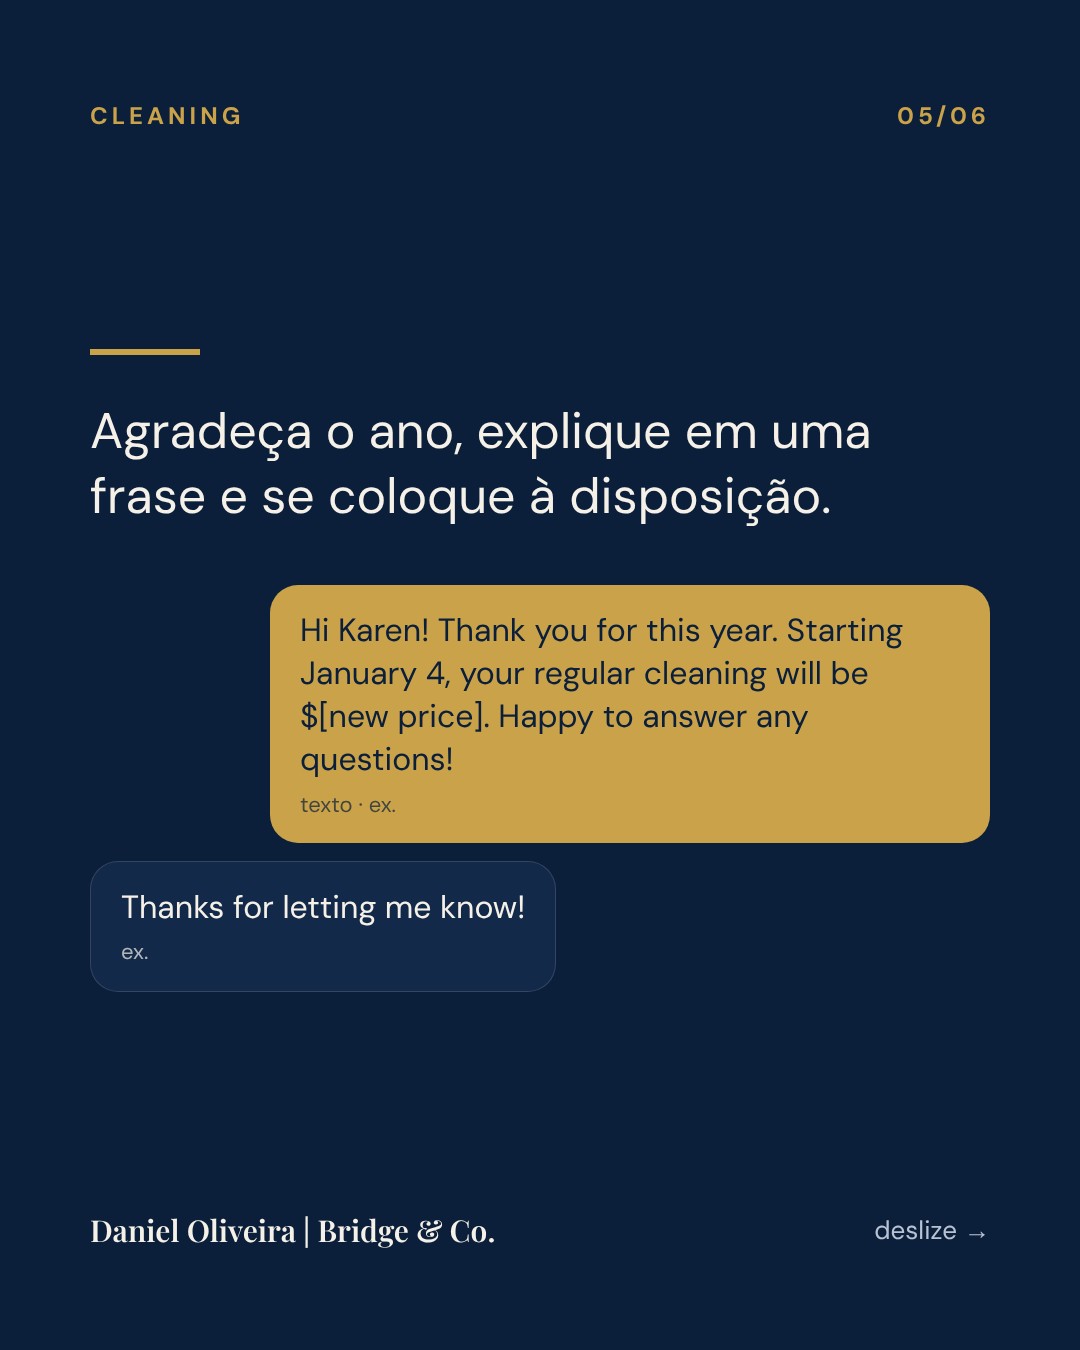 CLEANING
05/06
Agradeça o ano, explique em uma
frase e se coloque à disposição.
Hi Karen! Thank you for this year. Starting
January 4, your regular cleaning will be
$[new price]. Happy to answer any
questions!
texto · ex.
Thanks for letting me know!
ex.
Daniel Oliveira | Bridge & Co.
deslize →